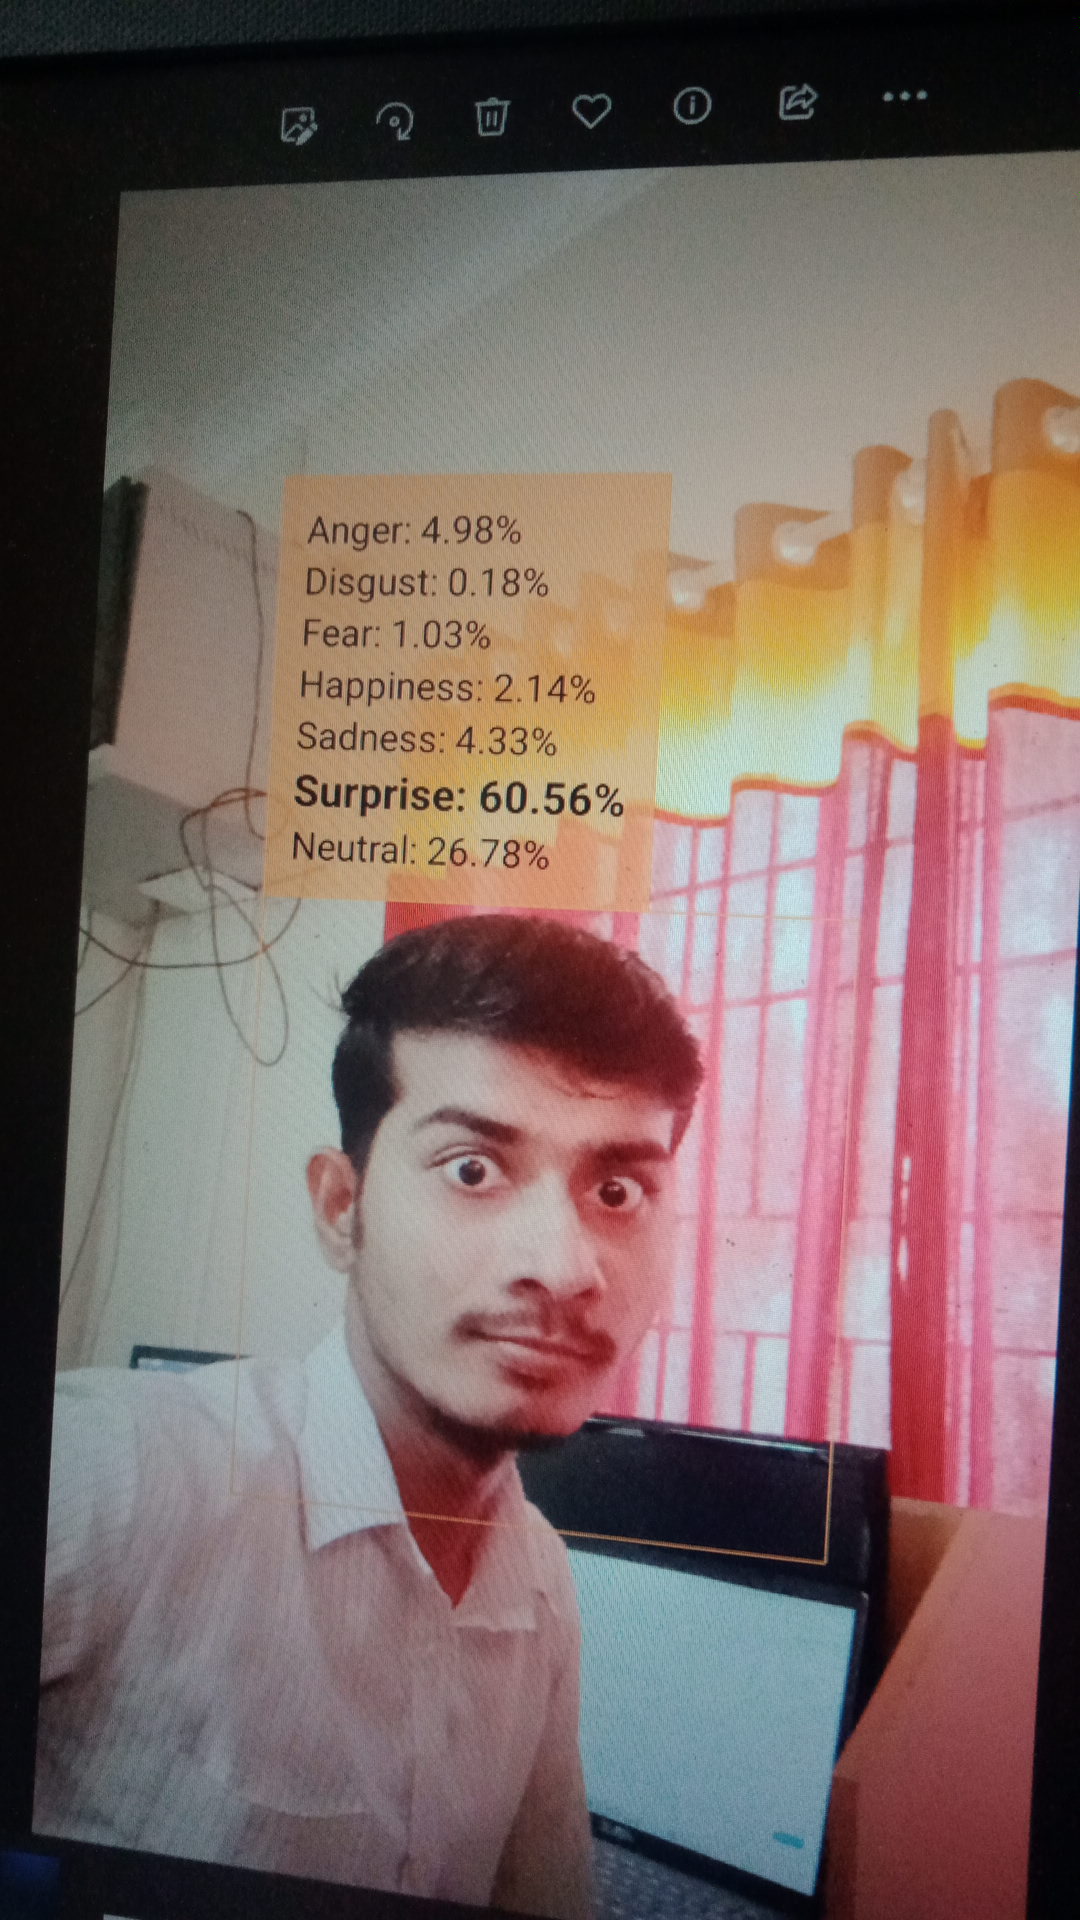 Anger: 4.98%
Disgust: 0.18%
Fear: 1.03%
Happiness: 2.14%
Sadness: 4.33%
Surprise: 60.56%
Neutral: 26.78%